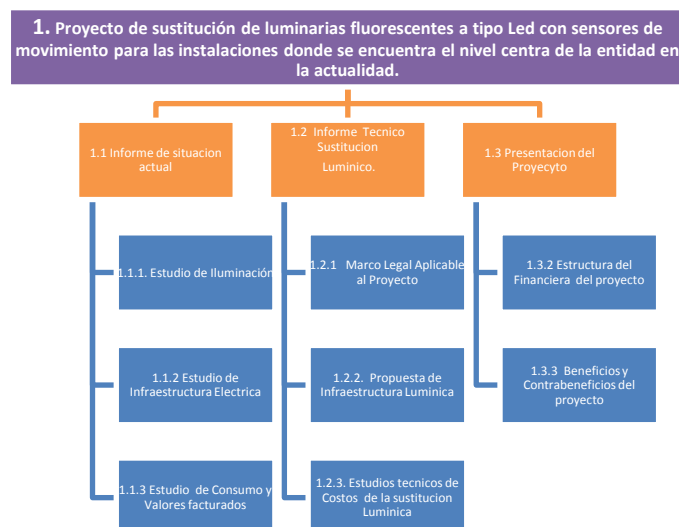 1. Proyecto de sustitución de luminarias fluorescentes a tipo Led con sensores de
movimiento para las instalaciones donde se encuentra el nivel centra de la entidad en
la actualidad.
1.1 Informe de situacion
actual
1.2 Informe Tecnico
Sustitucion
Luminico.
1.3 Presentacion del
Proyecyto
1.1.1. Estudio de Iluminación
1.2.1 Marco Legal Aplicable
al Proyecto
1.3.2 Estructura del
Financiera del proyecto
1.1.2 Estudio de
Infraestructura Electrica
1.2.2. Propuesta de
Infraestructura Luminica
1.3.3 Beneficios y
Contrabeneficios del
proyecto
1.1.3 Estudio de Consumo y
Valores facturados
1.2.3. Estudios tecnicos de
Costos de la sustitucion
Luminica